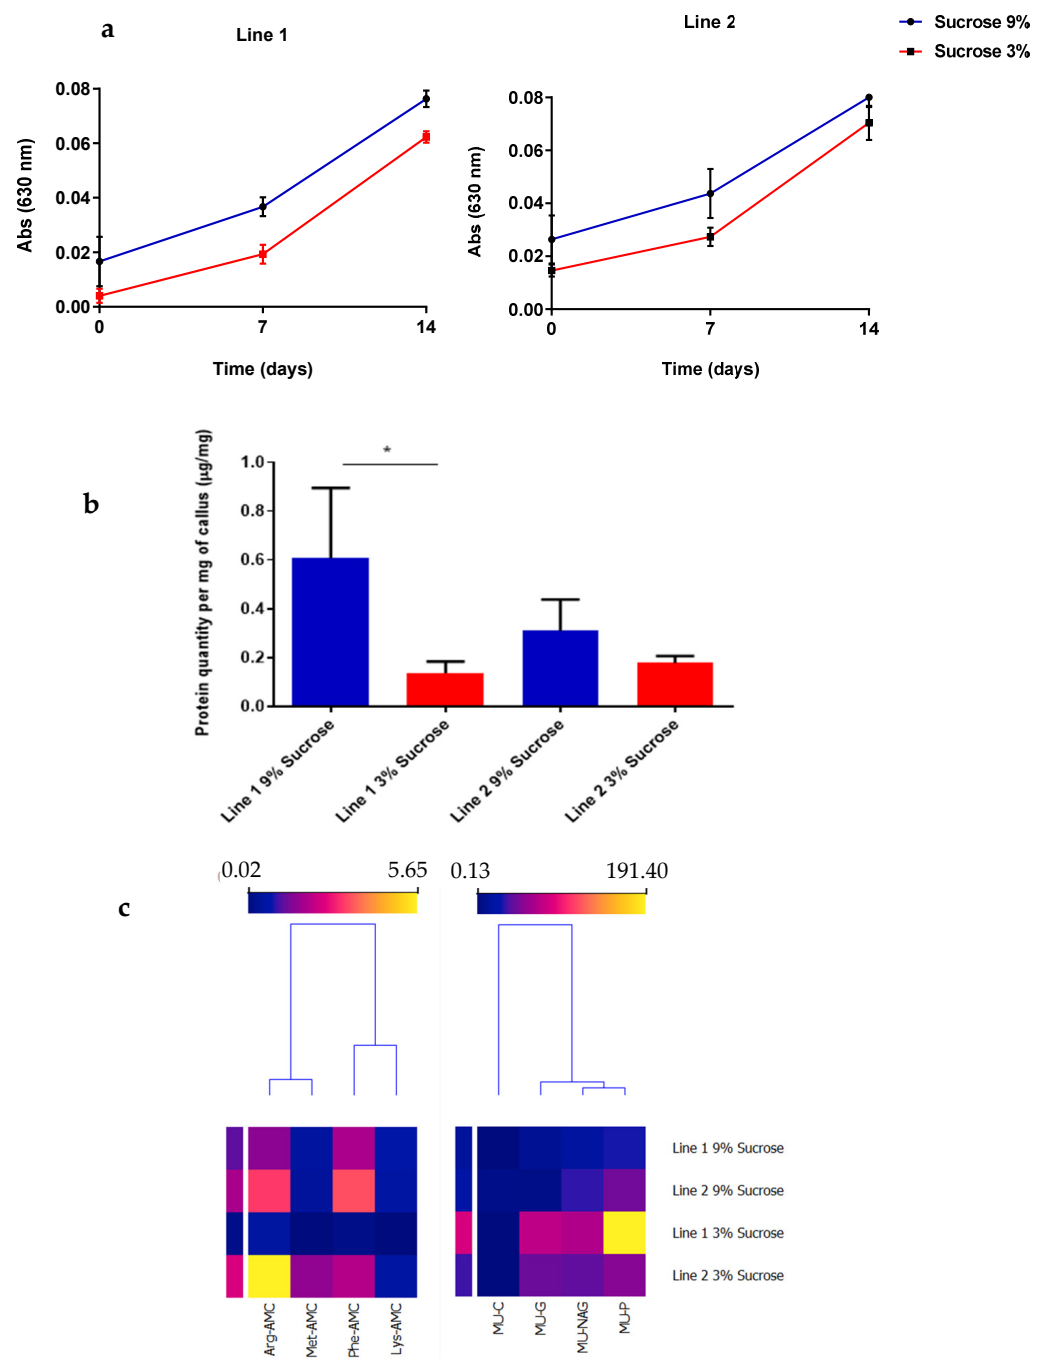 a
Line 1
Line 2
Sucrose 9%
Sucrose 3%
Abs (630 nm)
0.08
0.06
0.04
0.02
0.00
0
7
14
Time (days)
Abs (630 nm)
0.08
0.06
0.04
0.02
0.00
0
7
14
Time (days)
b
Protein quantity per mg of callus (µg/mg)
1.0
0.8
0.6
0.4
0.2
0.0
*
Line 1 9% Sucrose
Line 1 3% Sucrose
Line 2 9% Sucrose
Line 2 3% Sucrose
c
0.02 5.65
0.13 191.40
Line 1 9% Sucrose
Line 2 9% Sucrose
Line 1 3% Sucrose
Line 2 3% Sucrose
Arg-AMC
Met-AMC
Phe-AMC
Lys-AMC
MU-C
MU-G
MU-NAG
MU-P